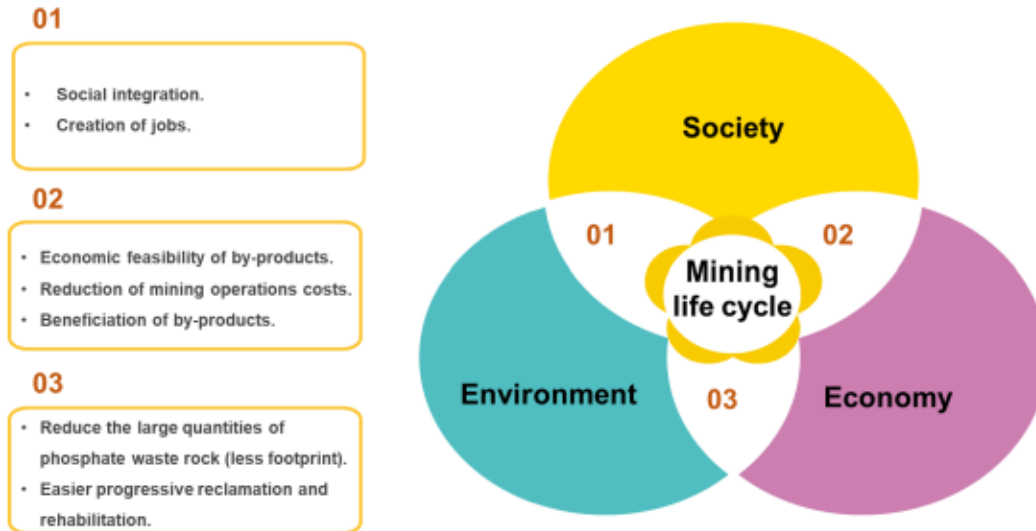 01
• Social integration.
• Creation of jobs.
02
• Economic feasibility of by-products.
• Reduction of mining operations costs.
• Beneficiation of by-products.
03
• Reduce the large quantities of
phosphate waste rock (less footprint).
• Easier progressive reclamation and
rehabilitation.
Society
01
02
Mining
life cycle
Environment
03
Economy